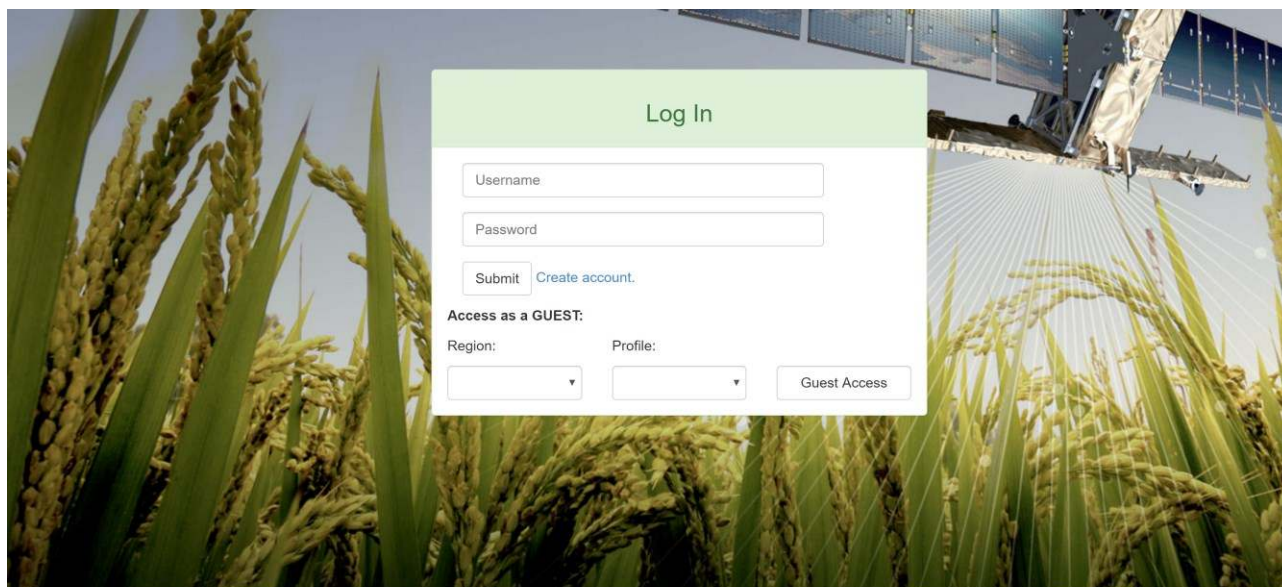 Log In
Username
Password
Submit Create account.
Access as a GUEST:
Region: Profile:
Guest Access